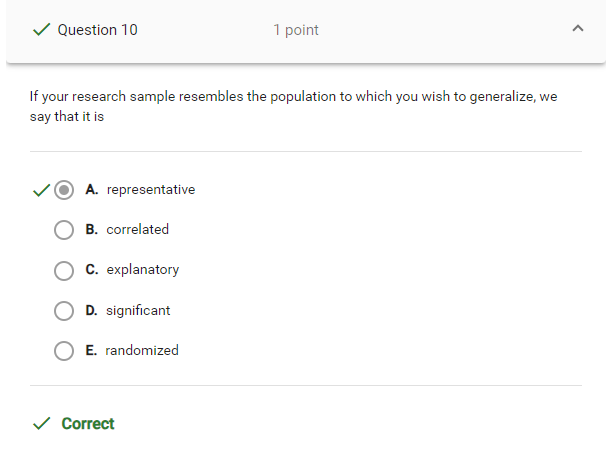 Question 10 1 point
If your research sample resembles the population to which you wish to generalize, we
say that it is
A. representative
B. correlated
C. explanatory
D. significant
E. randomized
Correct